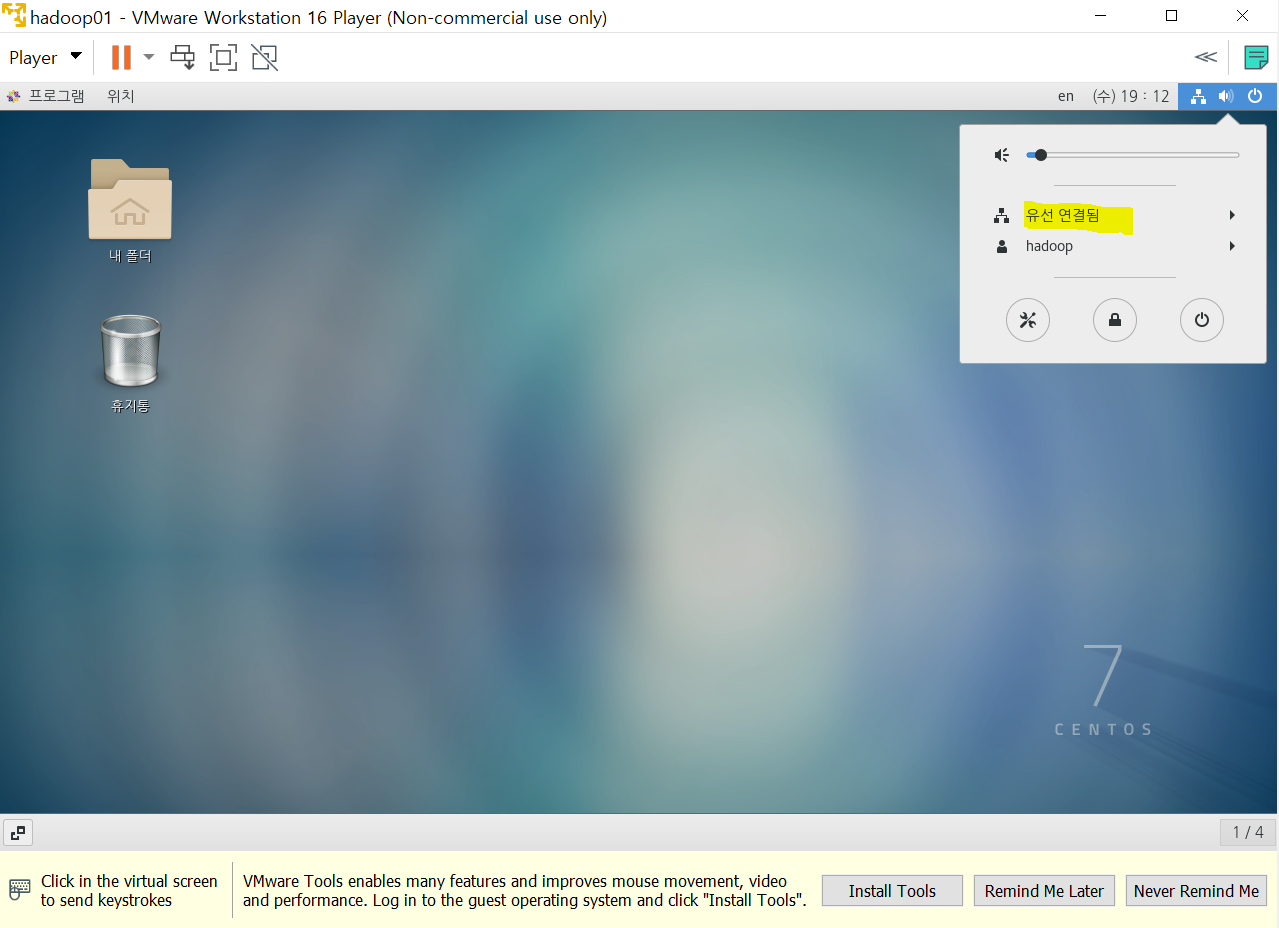 hadoop01 - VMware Workstation 16 Player (Non-commercial use only)
Player
프로그램 위치 en (수) 19 : 12
유선 연결됨
hadoop
내 폴더
휴지통
7
CENTOS
1 / 4
Click in the virtual screen
to send keystrokes
VMware Tools enables many features and improves mouse movement, video
and performance. Log in to the guest operating system and click "Install Tools".
Install Tools
Remind Me Later
Never Remind Me